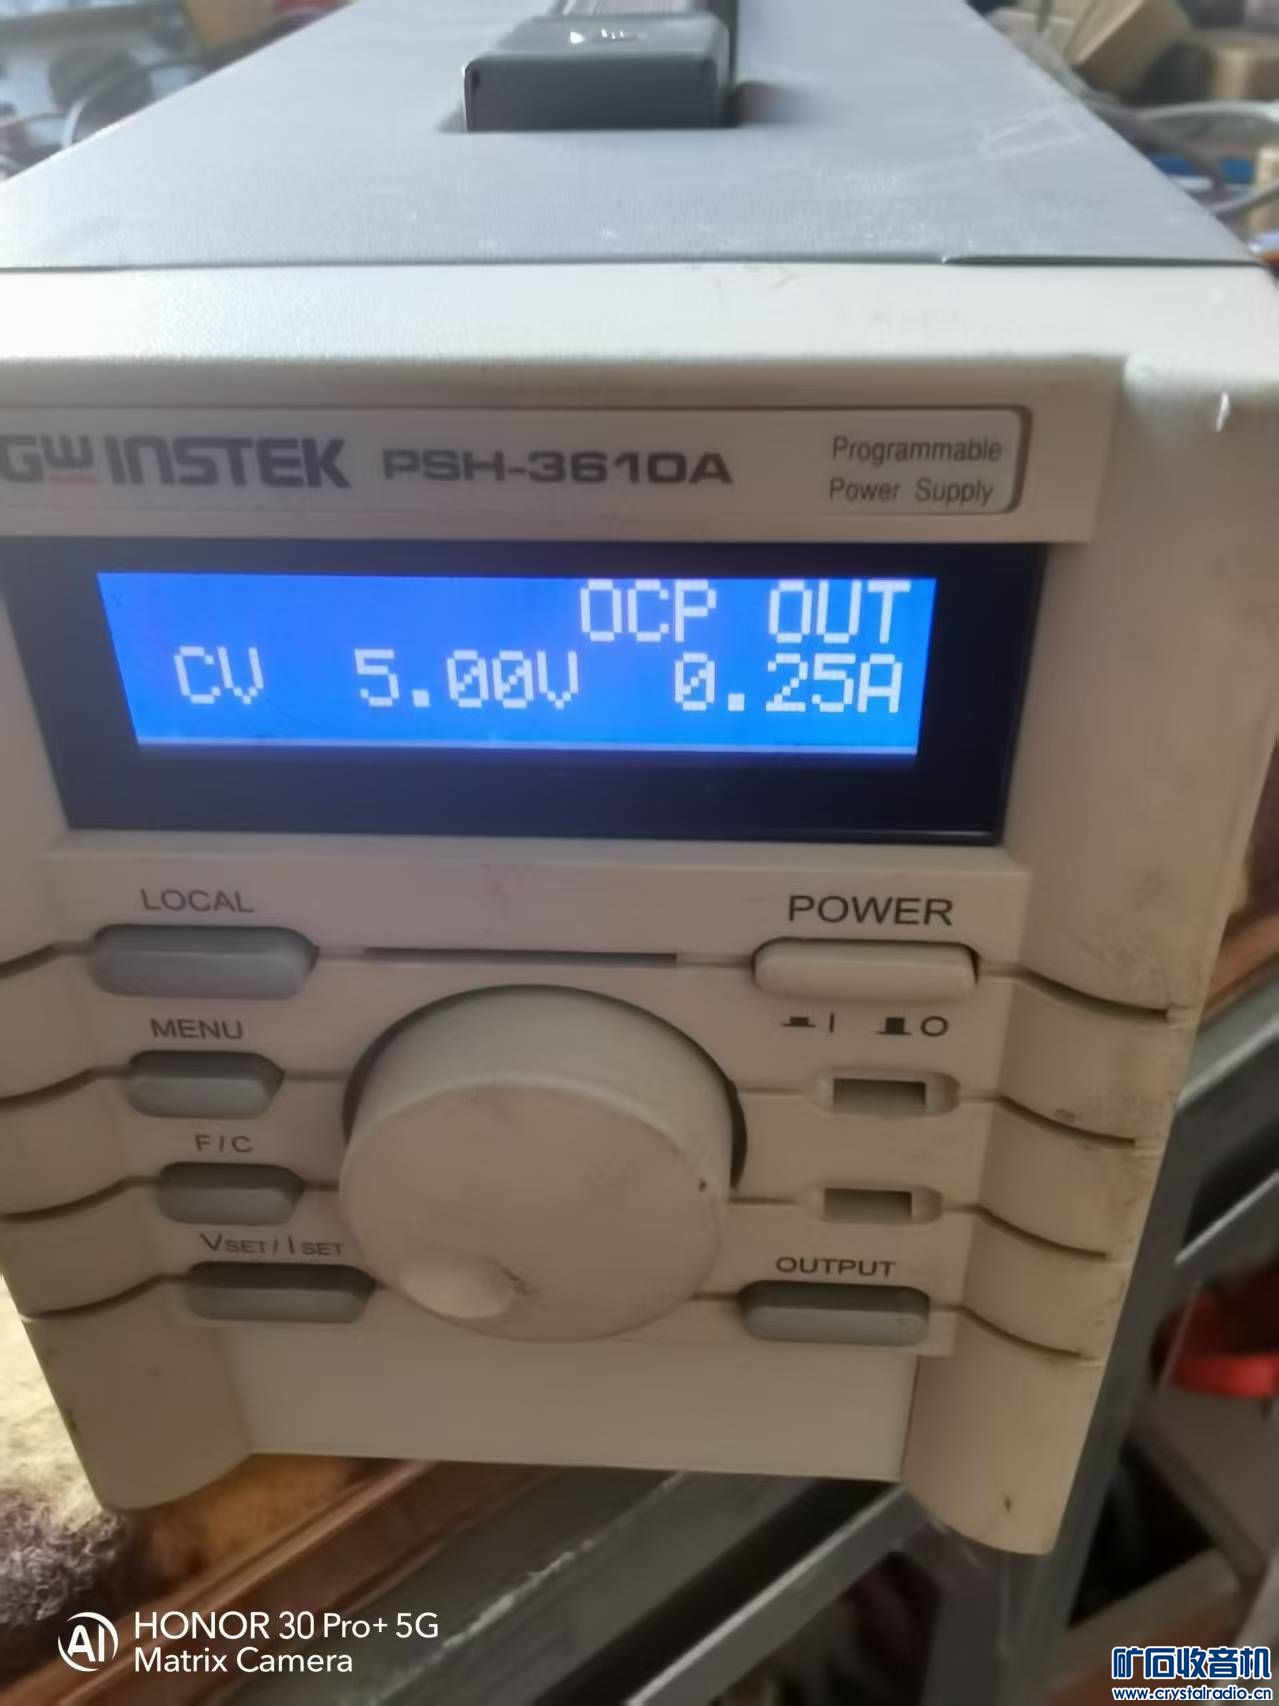 GW INSTEK PSH-3610A
Programmable
Power Supply
OCP OUT
CV 5.00V 0.25A
LOCAL
POWER
I O
MENU
F/C
VSET/ISET
OUTPUT
AI HONOR 30 Pro+ 5G
Matrix Camera
矿石收音机
www.crystalradio.cn